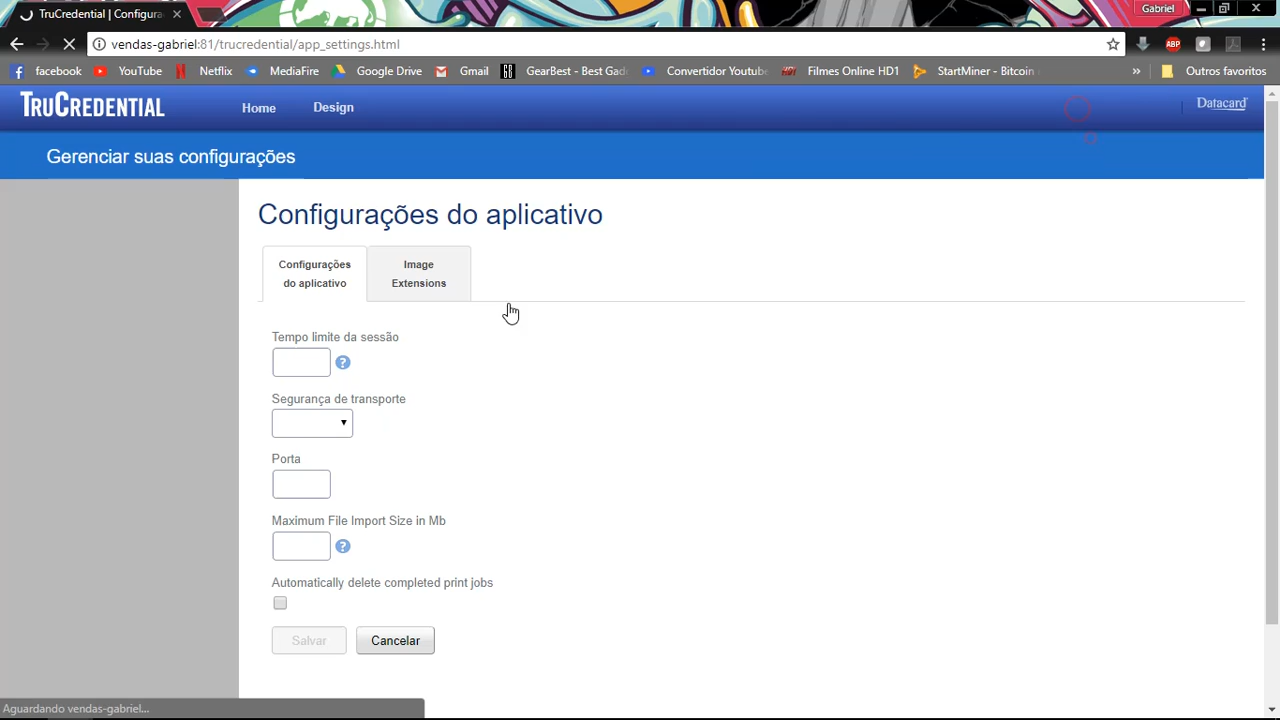 TruCredential | Configura
Gabriel
vendas-gabriel:81/trucredential/app_settings.html
ABP
facebook YouTube Netflix MediaFire Google Drive Gmail GearBest - Best Gad Convertidor Youtube Filmes Online HD1 StartMiner - Bitcoin » Outros favoritos
TRUCREDENTIAL Home Design Datacard
Gerenciar suas configurações
Configurações do aplicativo
Configurações
do aplicativo
Image
Extensions
Tempo limite da sessão
?
Segurança de transporte
Porta
Maximum File Import Size in Mb
?
Automatically delete completed print jobs
Salvar Cancelar
Aguardando vendas-gabriel...